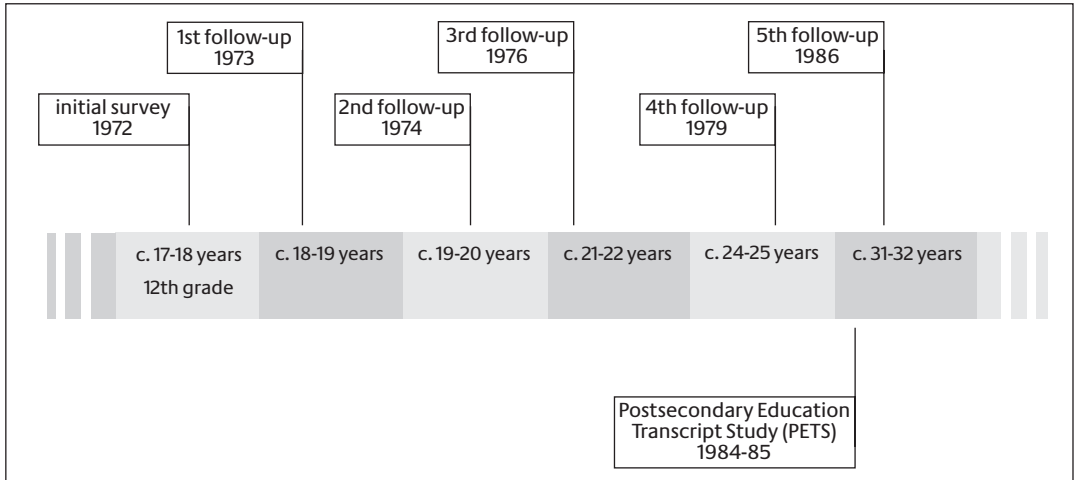 1st follow-up
1973
3rd follow-up
1976
5th follow-up
1986
initial survey
1972
2nd follow-up
1974
4th follow-up
1979
c. 17-18 years
12th grade
c. 18-19 years
c. 19-20 years
c. 21-22 years
c. 24-25 years
c. 31-32 years
Postsecondary Education
Transcript Study (PETS)
1984-85